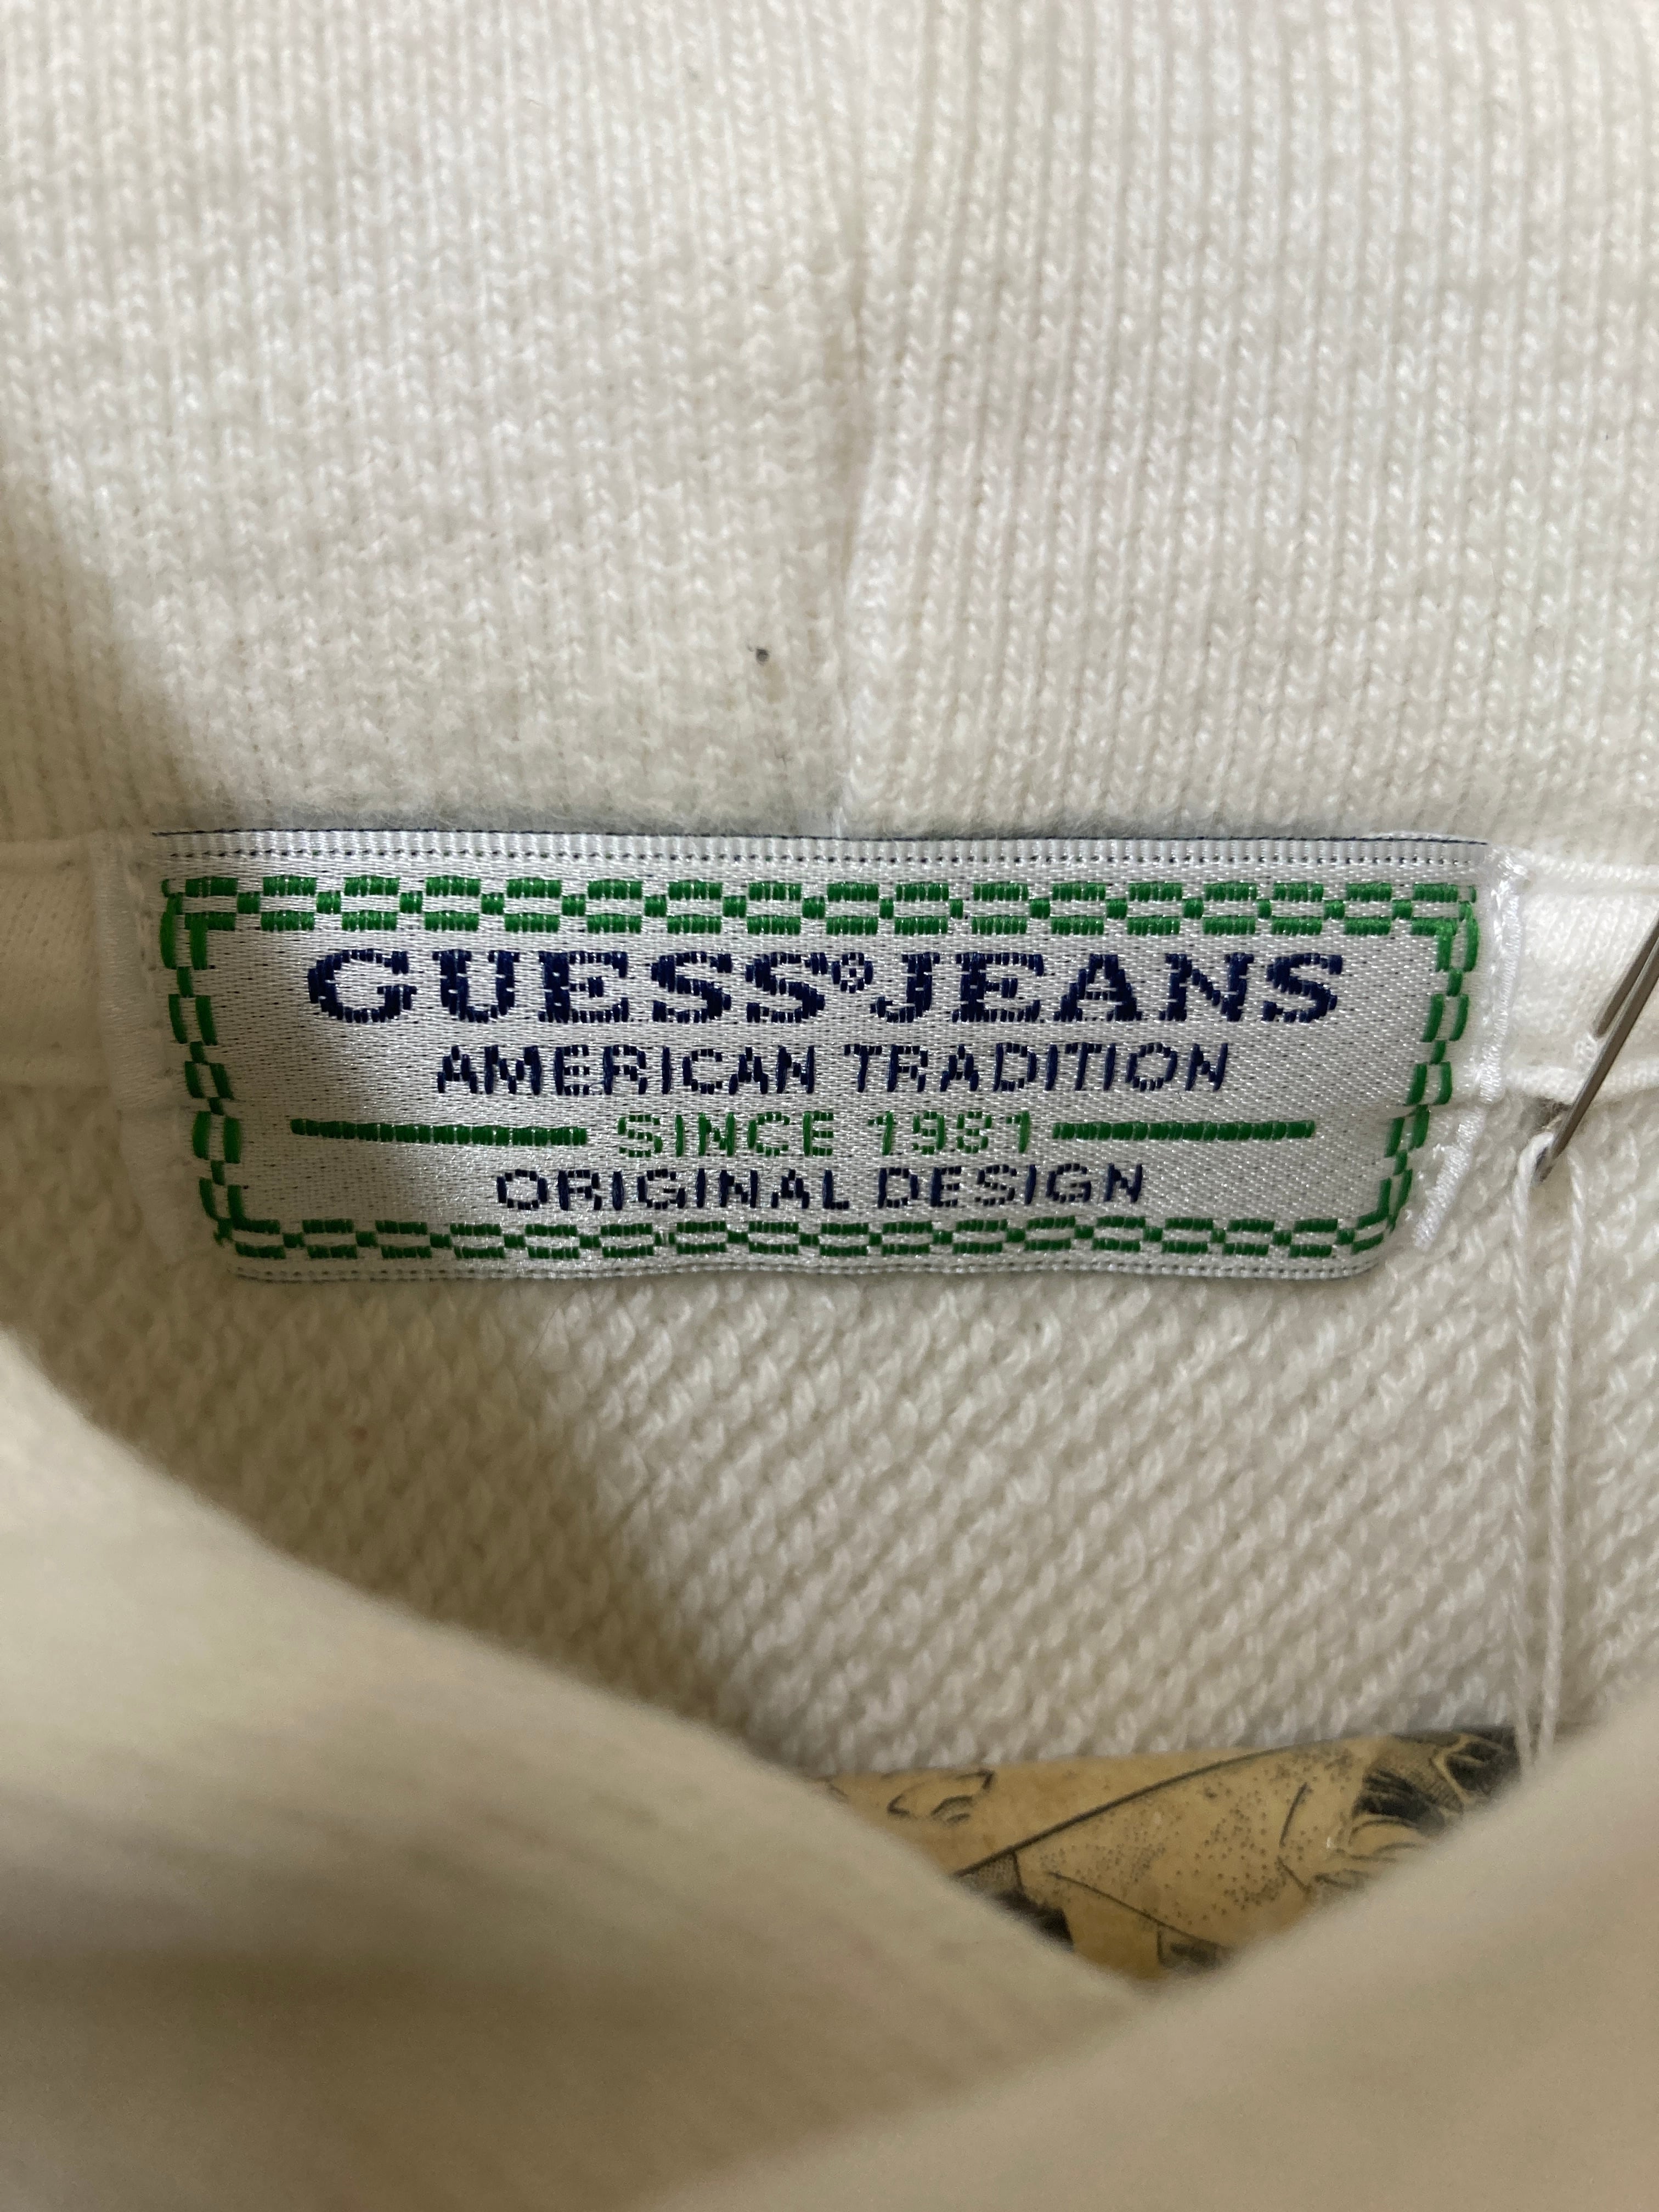 GUESS® JEANS
AMERICAN TRADITION
SINCE 1981
ORIGINAL DESIGN